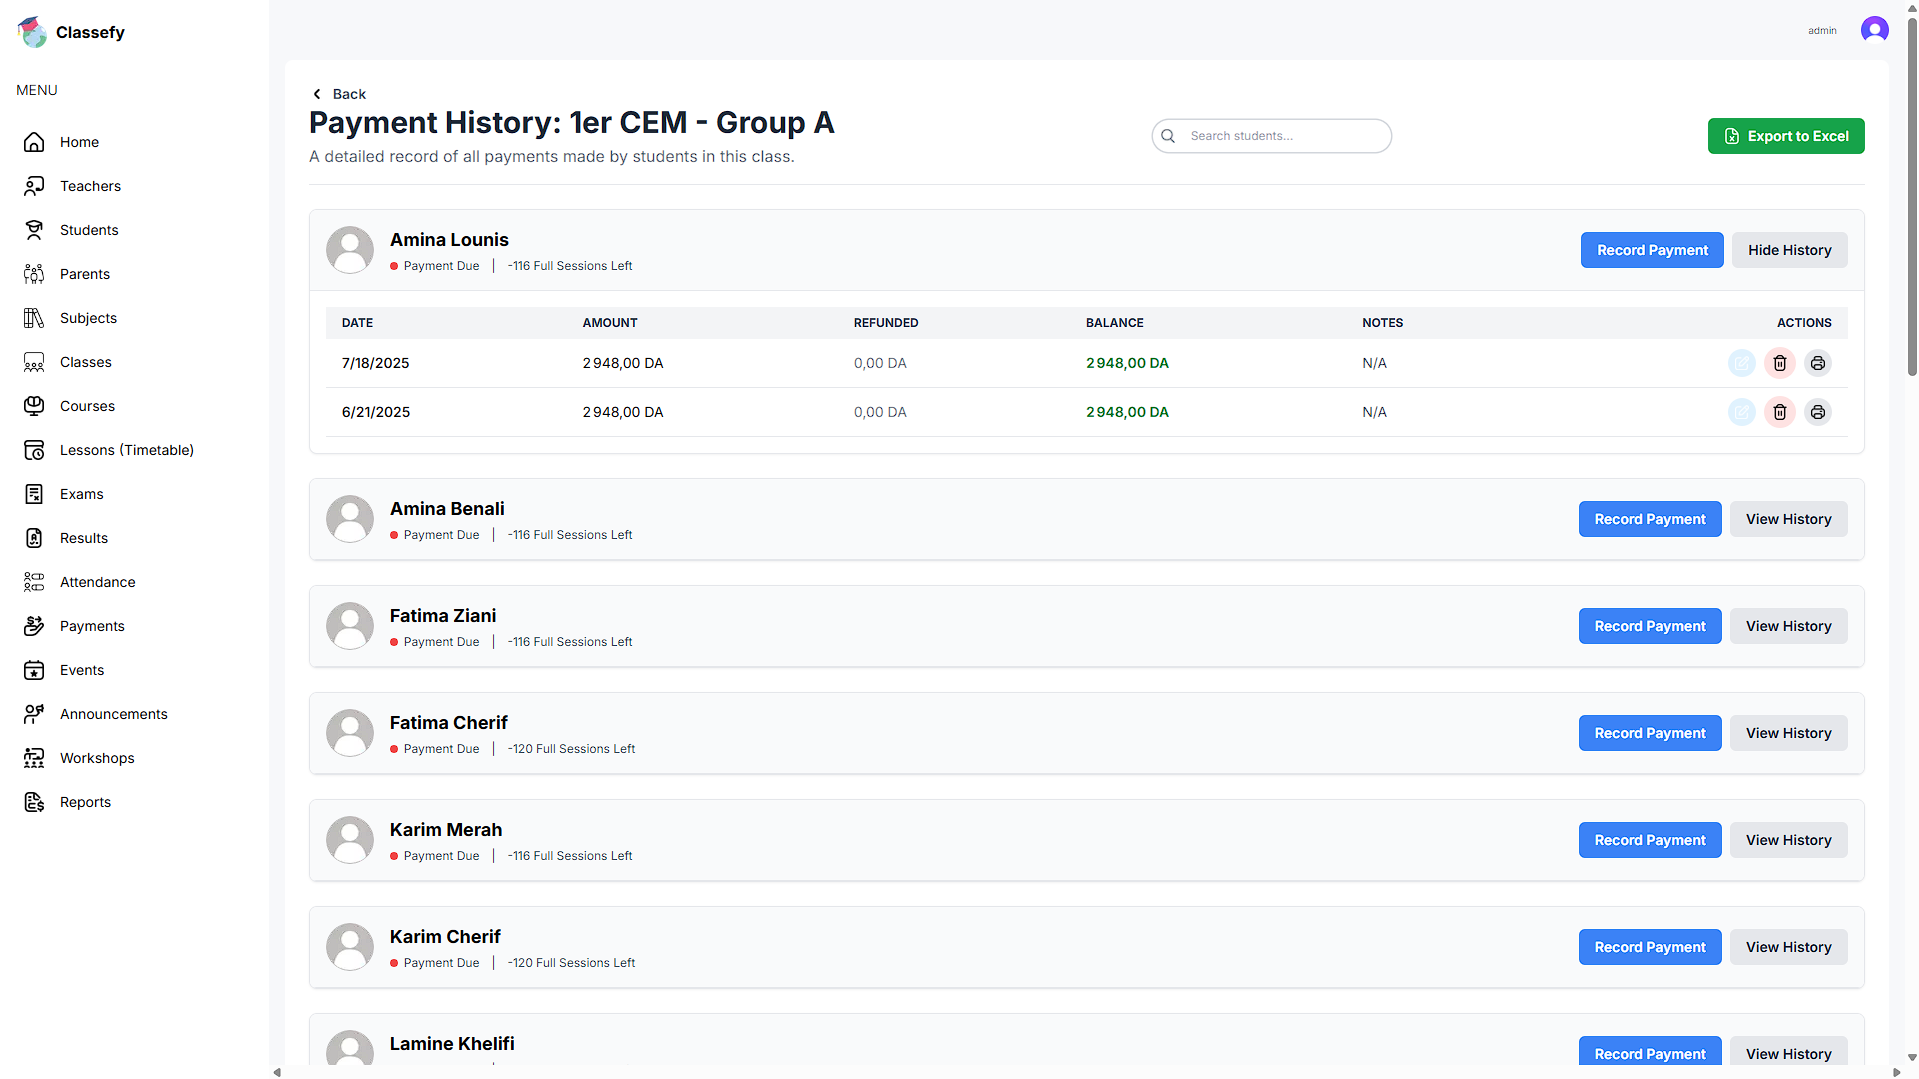 Classefy
MENU
Home
Teachers
Students
Parents
Subjects
Classes
Courses
Lessons (Timetable)
Exams
Results
Attendance
Payments
Events
Announcements
Workshops
Reports
admin
Back
Payment History: 1er CEM - Group A
A detailed record of all payments made by students in this class.
Search students...
Export to Excel
Amina Lounis
Payment Due | -116 Full Sessions Left
Record Payment
Hide History
DATE AMOUNT REFUNDED BALANCE NOTES ACTIONS
7/18/2025 2 948,00 DA 0,00 DA 2 948,00 DA N/A
6/21/2025 2 948,00 DA 0,00 DA 2 948,00 DA N/A
Amina Benali
Payment Due | -116 Full Sessions Left
Record Payment
View History
Fatima Ziani
Payment Due | -116 Full Sessions Left
Record Payment
View History
Fatima Cherif
Payment Due | -120 Full Sessions Left
Record Payment
View History
Karim Merah
Payment Due | -116 Full Sessions Left
Record Payment
View History
Karim Cherif
Payment Due | -120 Full Sessions Left
Record Payment
View History
Lamine Khelifi
Record Payment
View History